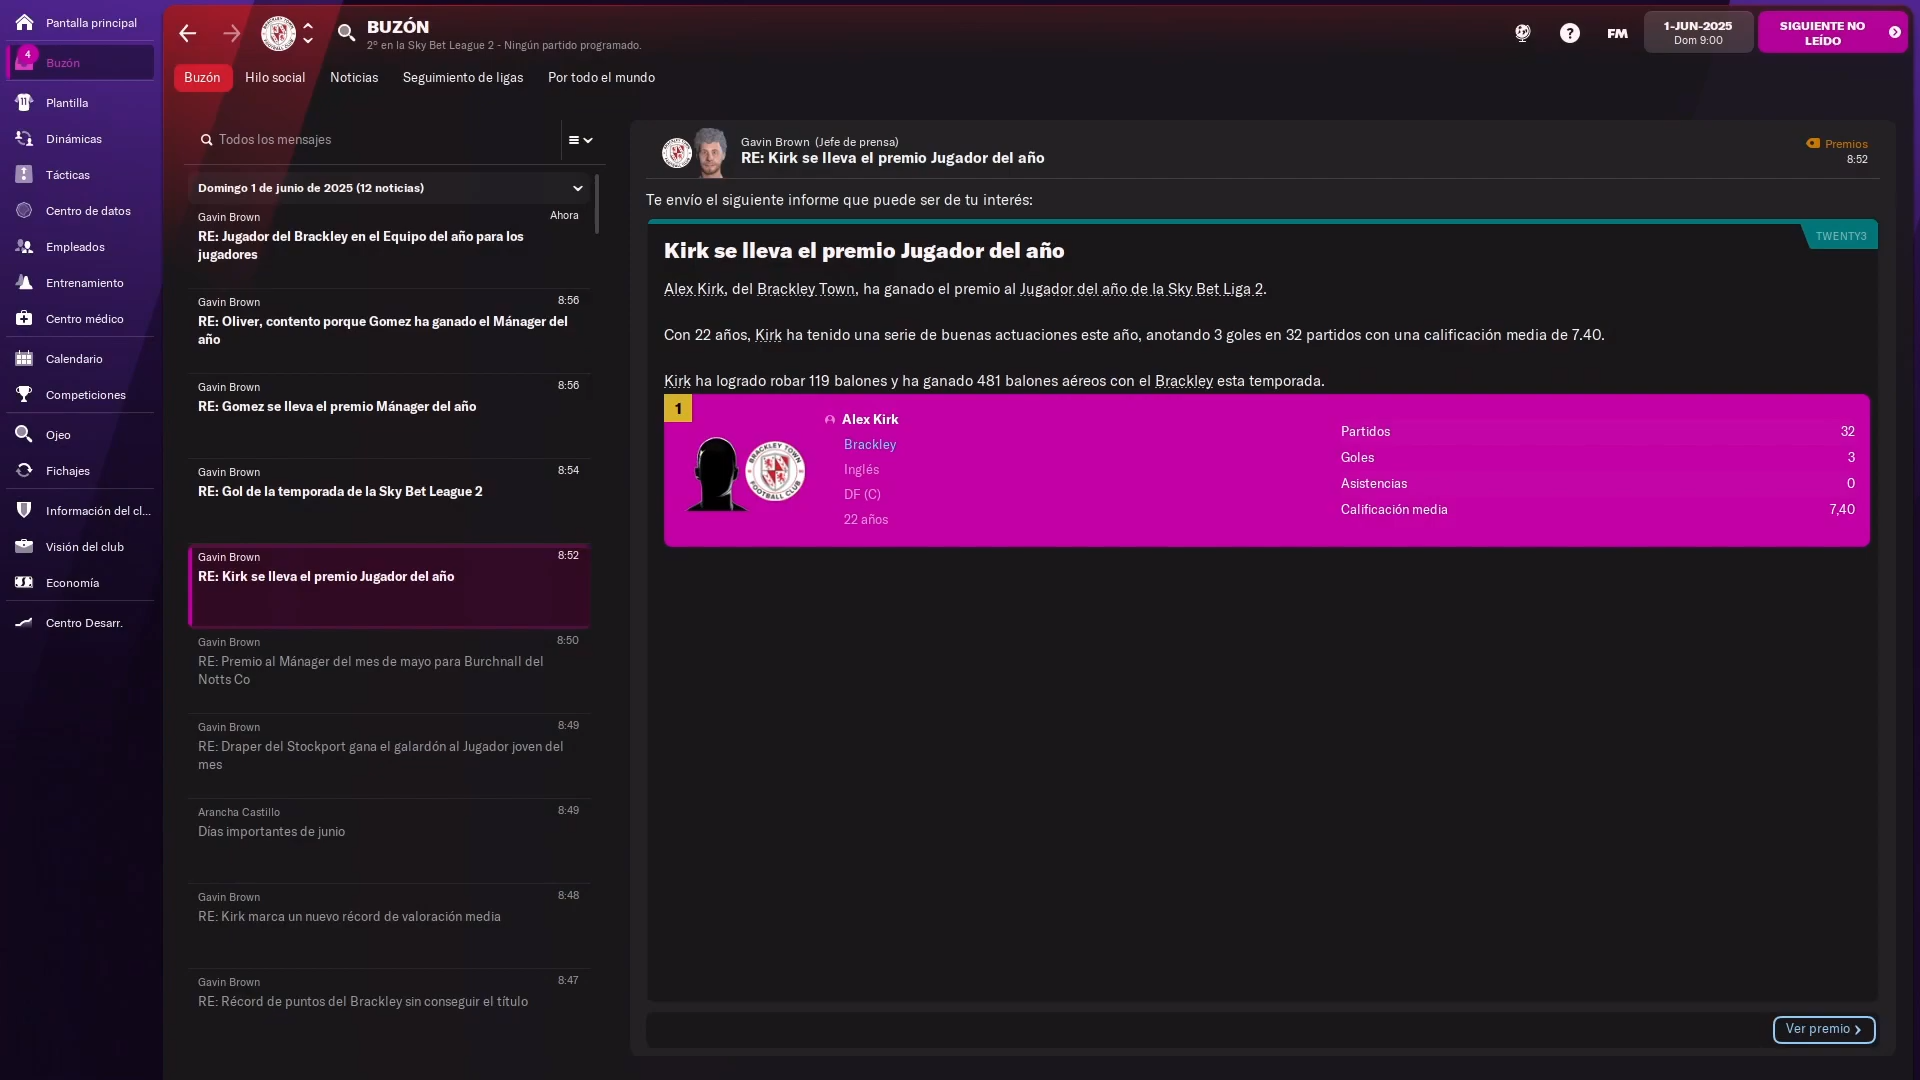 Pantalla principal
4
Buzón
Plantilla
Dinámicas
Tácticas
Centro de datos
Empleados
Entrenamiento
Centro médico
Calendario
Competiciones
Ojeo
Fichajes
Información del cl...
Visión del club
Economía
Centro Desarr.
BUZÓN
2º en la Sky Bet League 2 - Ningún partido programado.
FM
1-JUN-2025
Dom 9:00
SIGUIENTE NO
LEÍDO
Buzón
Hilo social
Noticias
Seguimiento de ligas
Por todo el mundo
Todos los mensajes
Domingo 1 de junio de 2025 (12 noticias)
Gavin Brown
Ahora
RE: Jugador del Brackley en el Equipo del año para los
jugadores
Gavin Brown
8:56
RE: Oliver, contento porque Gomez ha ganado el Mánager del
año
Gavin Brown
8:56
RE: Gomez se lleva el premio Mánager del año
Gavin Brown
8:54
RE: Gol de la temporada de la Sky Bet League 2
Gavin Brown
8:52
RE: Kirk se lleva el premio Jugador del año
Gavin Brown
8:50
RE: Premio al Mánager del mes de mayo para Burchnall del
Notts Co
Gavin Brown
8:49
RE: Draper del Stockport gana el galardón al Jugador joven del
mes
Arancha Castillo
8:49
Días importantes de junio
Gavin Brown
8:48
RE: Kirk marca un nuevo récord de valoración media
Gavin Brown
8:47
RE: Récord de puntos del Brackley sin conseguir el título
Gavin Brown (Jefe de prensa)
RE: Kirk se lleva el premio Jugador del año
Premios
8:52
Te envío el siguiente informe que puede ser de tu interés:
TWENTY3
Kirk se lleva el premio Jugador del año
Alex Kirk, del Brackley Town, ha ganado el premio al Jugador del año de la Sky Bet Liga 2.
Con 22 años, Kirk ha tenido una serie de buenas actuaciones este año, anotando 3 goles en 32 partidos con una calificación media de 7.40.
Kirk ha logrado robar 119 balones y ha ganado 481 balones aéreos con el Brackley esta temporada.
1
BRACKLEY TOWN
FOOTBALL CLUB
Alex Kirk
Brackley
Inglés
DF (C)
22 años
Partidos 32
Goles 3
Asistencias 0
Calificación media 7,40
Ver premio